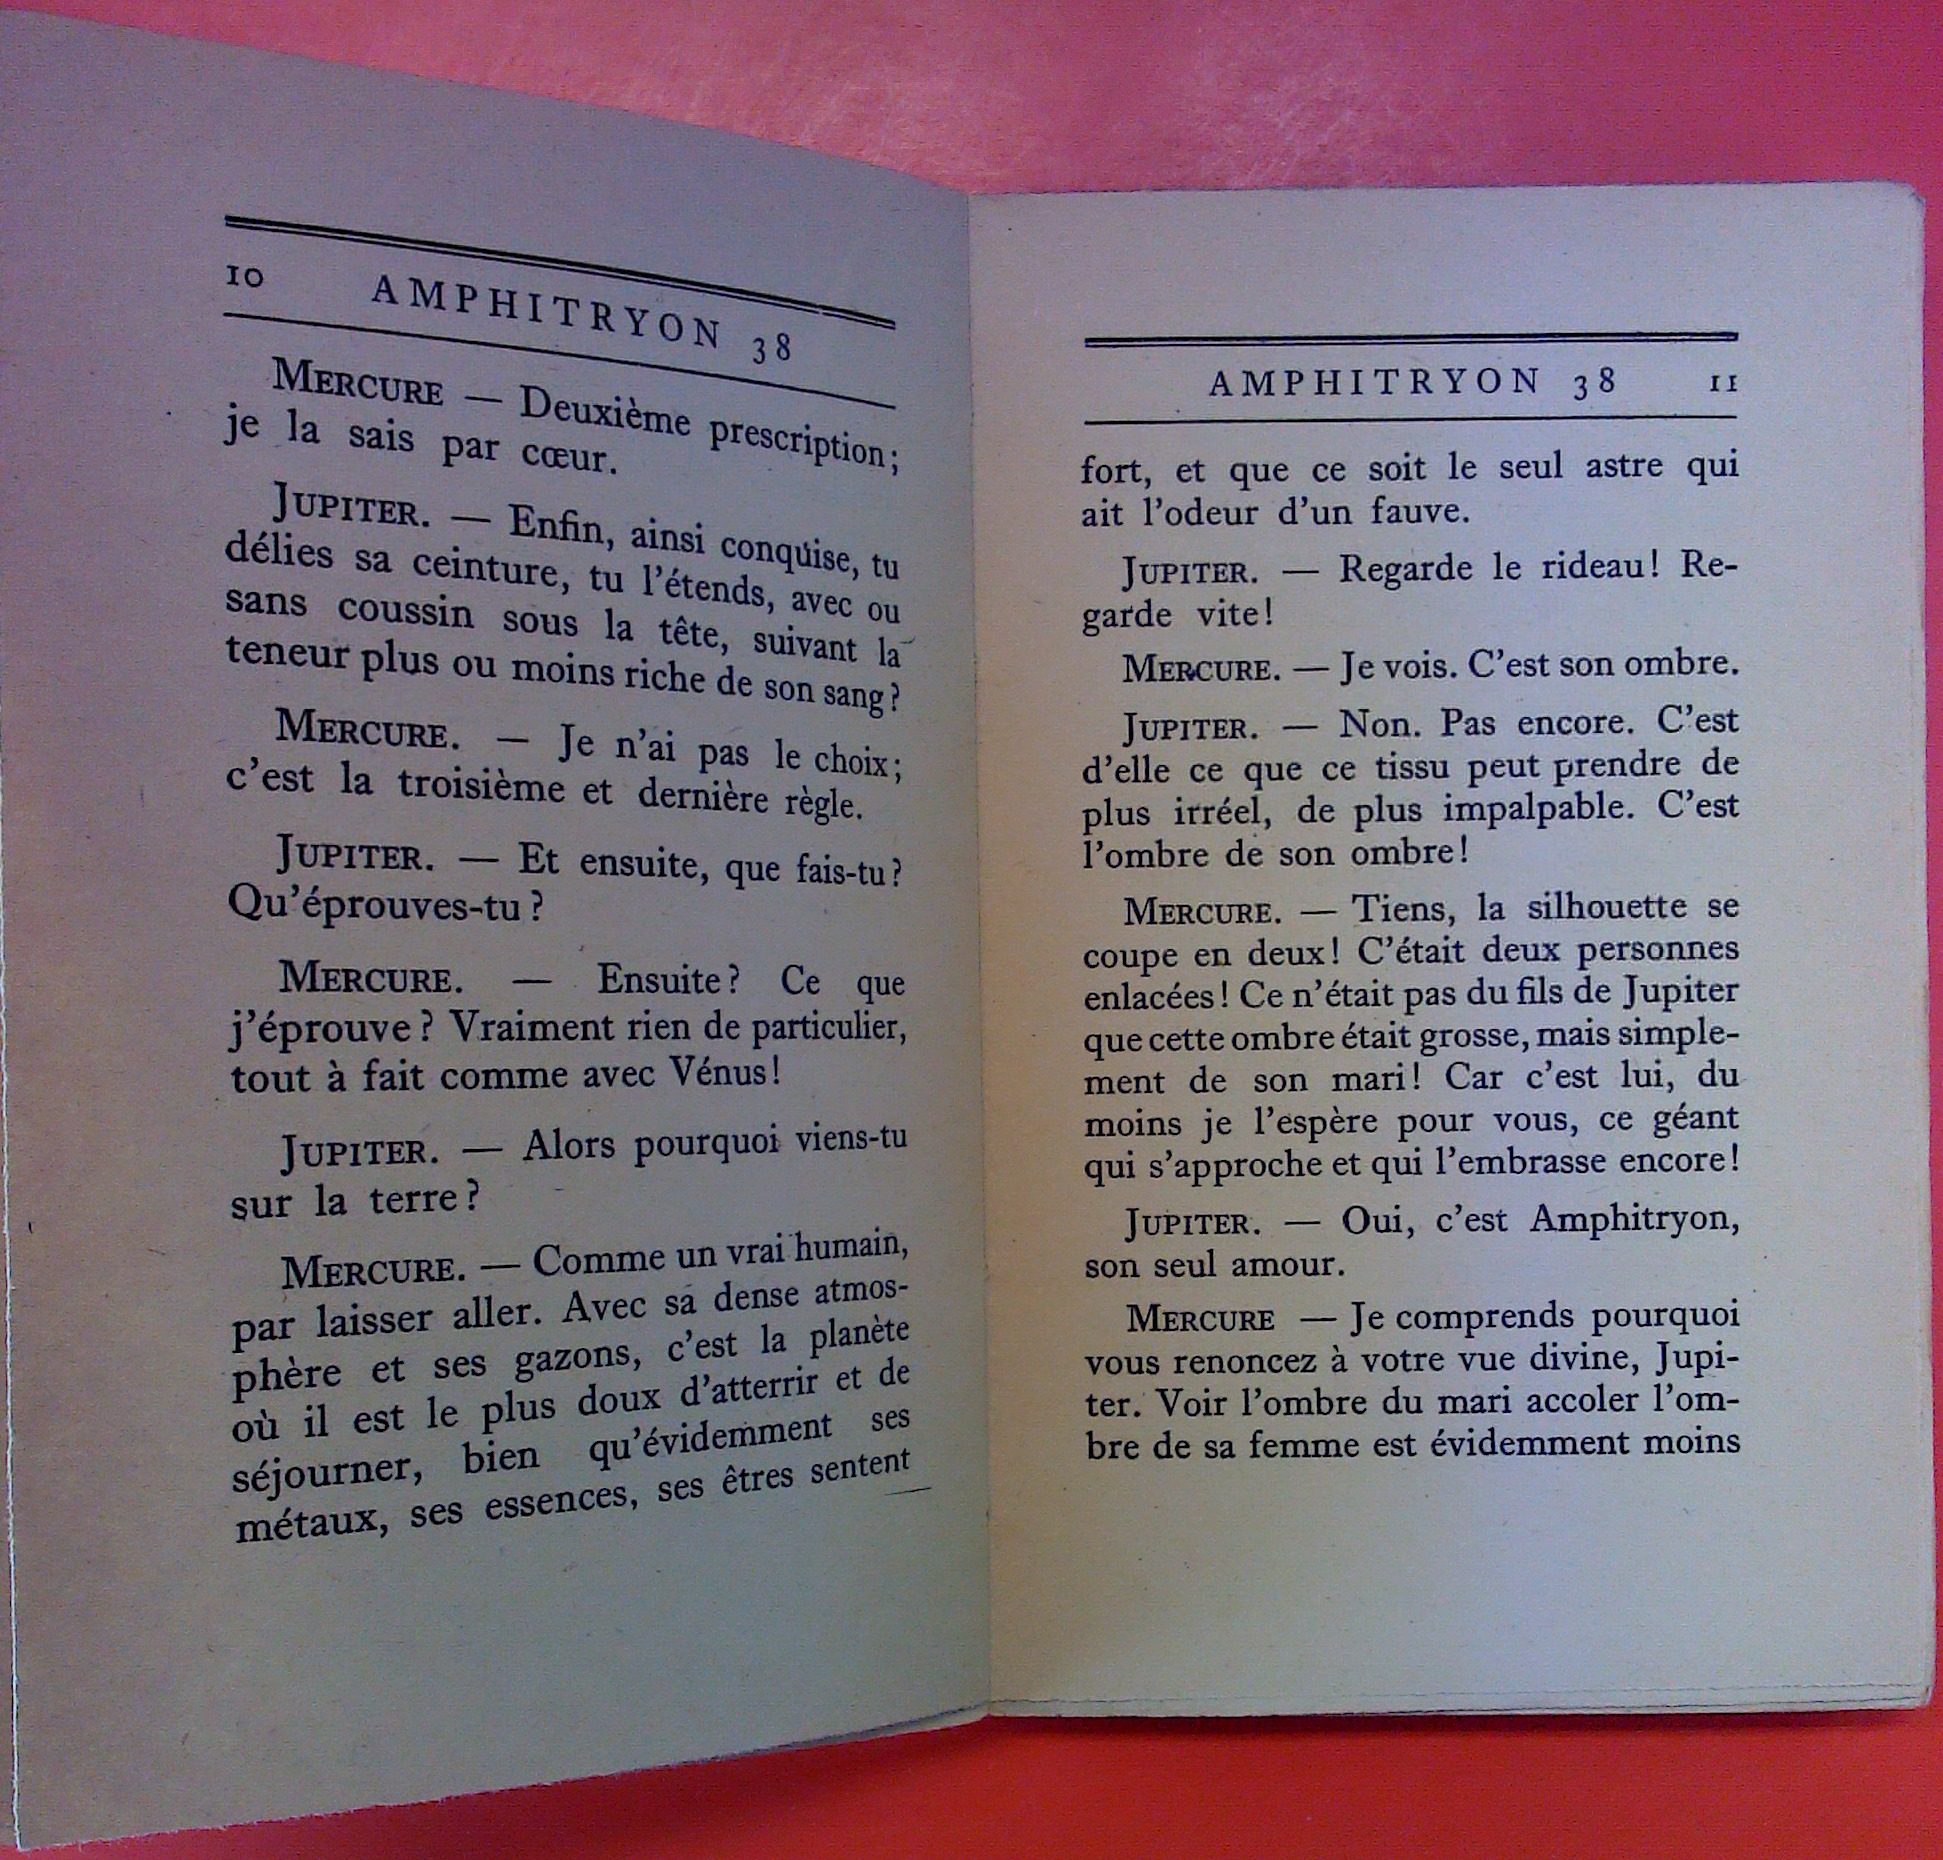 10 AMPHITRYON 38
MERCURE — Deuxième prescription;
je la sais par cœur.
JUPITER. — Enfin, ainsi conquise, tu
délies sa ceinture, tu l'étends, avec ou
sans coussin sous la tête, suivant la
teneur plus ou moins riche de son sang?
MERCURE. — Je n'ai pas le choix;
c'est la troisième et dernière règle.
JUPITER. — Et ensuite, que fais-tu?
Qu'éprouves-tu?
MERCURE. — Ensuite? Ce que
j'éprouve? Vraiment rien de particulier,
tout à fait comme avec Vénus!
JUPITER. — Alors pourquoi viens-tu
sur la terre?
MERCURE. — Comme un vrai humain,
par laisser aller. Avec sa dense atmos-
phère et ses gazons, c'est la planète
où il est le plus doux d'atterrir et de
séjourner, bien qu'évidemment ses
métaux, ses essences, ses êtres sentent
AMPHITRYON 38 11
fort, et que ce soit le seul astre qui
ait l'odeur d'un fauve.
JUPITER. — Regarde le rideau! Re-
garde vite!
MERCURE. — Je vois. C'est son ombre.
JUPITER. — Non. Pas encore. C'est
d'elle ce que ce tissu peut prendre de
plus irréel, de plus impalpable. C'est
l'ombre de son ombre!
MERCURE. — Tiens, la silhouette se
coupe en deux! C'était deux personnes
enlacées! Ce n'était pas du fils de Jupiter
que cette ombre était grosse, mais simple-
ment de son mari! Car c'est lui, du
moins je l'espère pour vous, ce géant
qui s'approche et qui l'embrasse encore!
JUPITER. — Oui, c'est Amphitryon,
son seul amour.
MERCURE — Je comprends pourquoi
vous renoncez à votre vue divine, Jupi-
ter. Voir l'ombre du mari accoler l'om-
bre de sa femme est évidemment moins